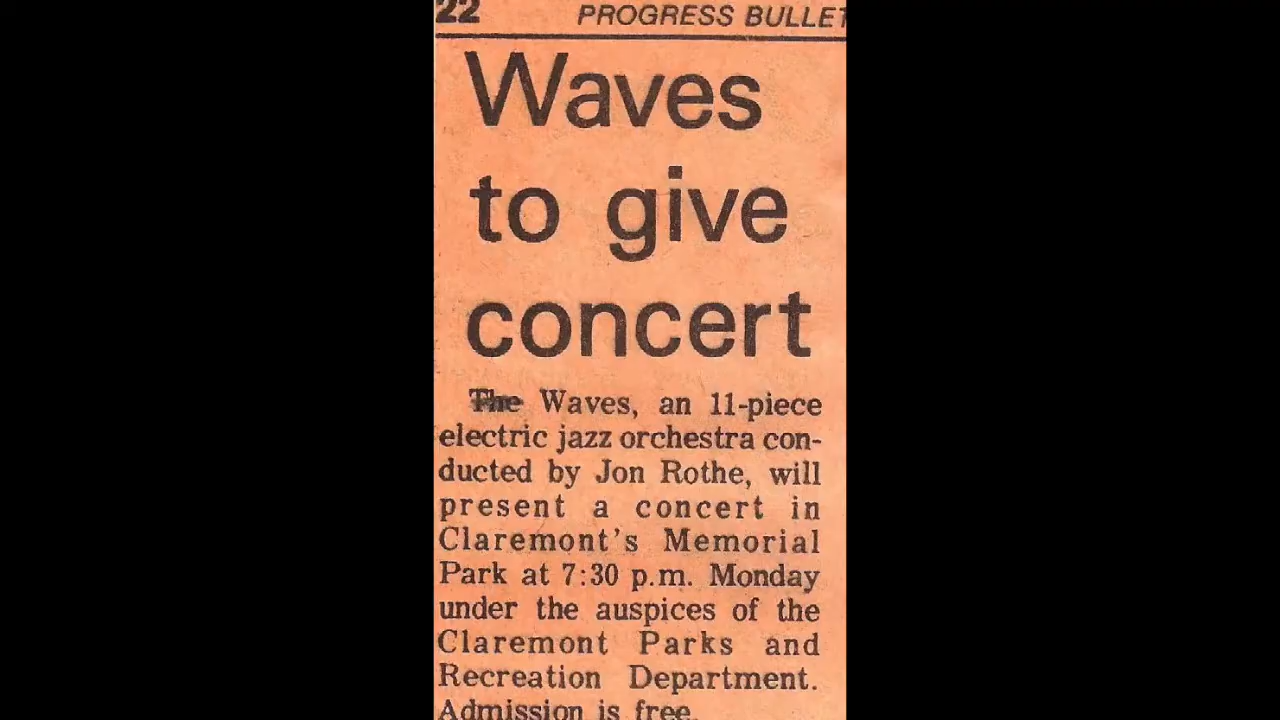 22 PROGRESS BULLET
Waves
to give
concert
The Waves, an 11-piece
electric jazz orchestra con-
ducted by Jon Rothe, will
present a concert in
Claremont's Memorial
Park at 7:30 p.m. Monday
under the auspices of the
Claremont Parks and
Recreation Department.
Admission is free.